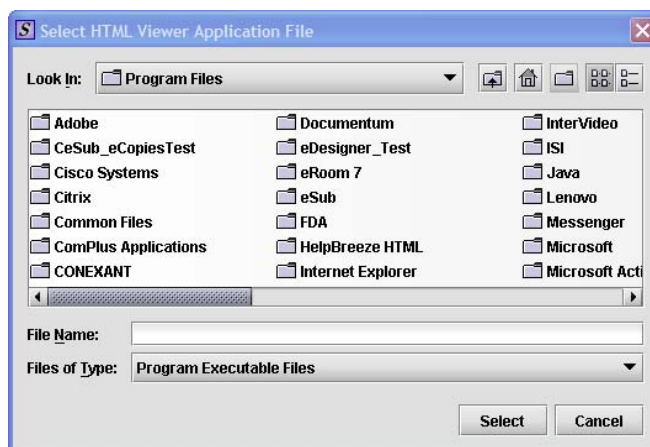 S Select HTML Viewer Application File
Look In: Program Files
Adobe Documentum InterVideo
CeSub_eCopiesTest eDesigner_Test ISI
Cisco Systems eRoom 7 Java
Citrix eSub Lenovo
Common Files FDA Messenger
ComPlus Applications HelpBreeze HTML Microsoft
CONEXANT Internet Explorer Microsoft Acti
File Name:
Files of Type: Program Executable Files
Select Cancel